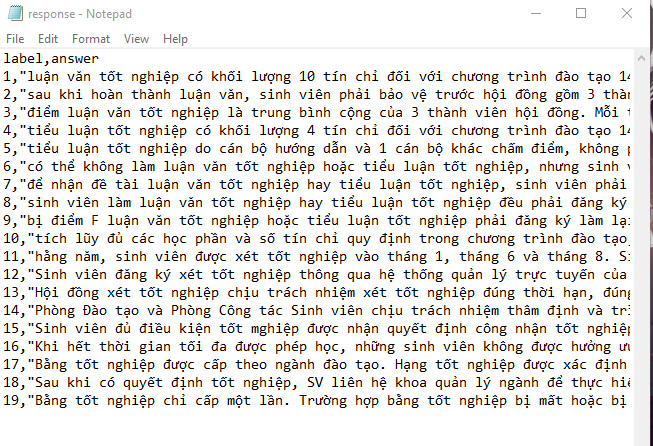 response - Notepad
File Edit Format View Help
label,answer
1,"luận văn tốt nghiệp có khối lượng 10 tín chỉ đối với chương trình đào tạo 14
2,"sau khi hoàn thành luận văn, sinh viên phải bảo vệ trước hội đồng gồm 3 thàn
3,"điểm luận văn tốt nghiệp là trung bình cộng của 3 thành viên hội đồng. Mỗi
4,"tiểu luận tốt nghiệp có khối lượng 4 tín chỉ đối với chương trình đào tạo 14
5,"tiểu luận tốt nghiệp do cán bộ hướng dẫn và 1 cán bộ khác chấm điểm, không
6,"có thể không làm luận văn tốt nghiệp hoặc tiểu luận tốt nghiệp, nhưng sinh
7,"để nhận đề tài luận văn tốt nghiệp hay tiểu luận tốt nghiệp, sinh viên phải
8,"sinh viên làm luận văn tốt nghiệp hay tiểu luận tốt nghiệp đều phải đăng ký
9,"bị điểm F luận văn tốt nghiệp hoặc tiểu luận tốt nghiệp phải đăng ký làm lạ
10,"tích lũy đủ các học phần và số tín chỉ quy định trong chương trình đào tạo
11,"hằng năm, sinh viên được xét tốt nghiệp vào tháng 1, tháng 6 và tháng 8. Si
12,"Sinh viên đăng ký xét tốt nghiệp thông qua hệ thống quản lý trực tuyến của
13,"Hội đồng xét tốt nghiệp chịu trách nhiệm xét tốt nghiệp đúng thời hạn, đún
14,"Phòng Đào tạo và Phòng Công tác Sinh viên chịu trách nhiệm thâm định và
15,"Sinh viên đủ điều kiện tốt mghiệp được nhận quyết định công nhận tốt nghiệ
16,"Khi hết thời gian tối đa được phép học, những sinh viên không được hưởng
17,"Bằng tốt nghiệp được cấp theo ngành đào tạo. Hạng tốt nghiệp được xác định
18,"Sau khi có quyết định tốt nghiệp, SV liên hệ khoa quản lý ngành để thực hiệ
19,"Bằng tốt nghiệp chỉ cấp một lần. Trường hợp bằng tốt nghiệp bị mất hoặc bị